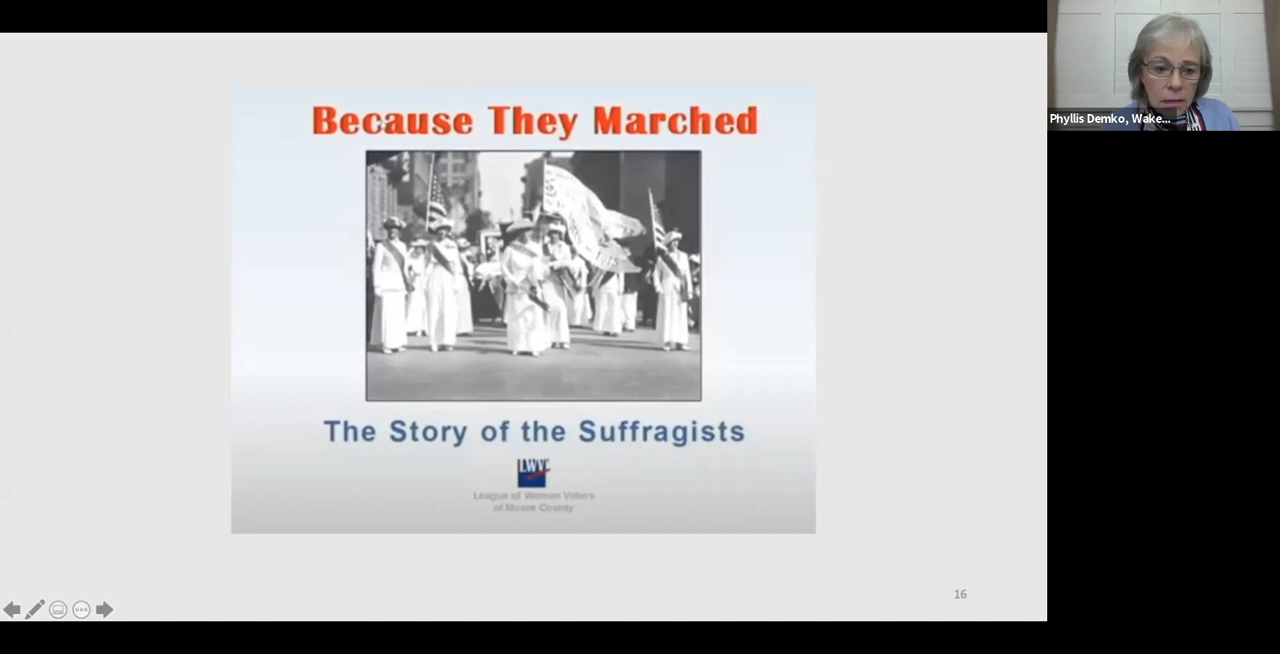 Because They Marched
The Story of the Suffragists
LWV
League of Women Voters
of Moore County
16
Phyllis Demko, Wake...